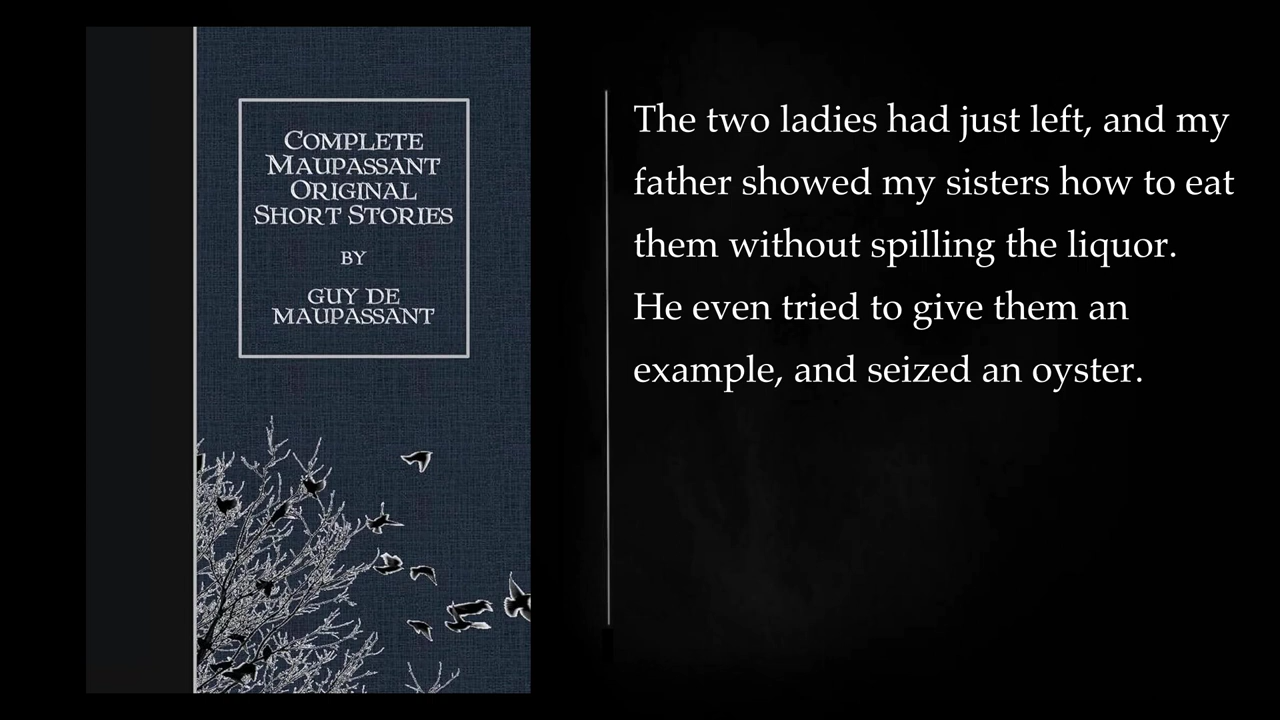 COMPLETE
MAUPASSANT
ORIGINAL
SHORT STORIES
BY
GUY DE
MAUPASSANT
The two ladies had just left, and my
father showed my sisters how to eat
them without spilling the liquor.
He even tried to give them an
example, and seized an oyster.